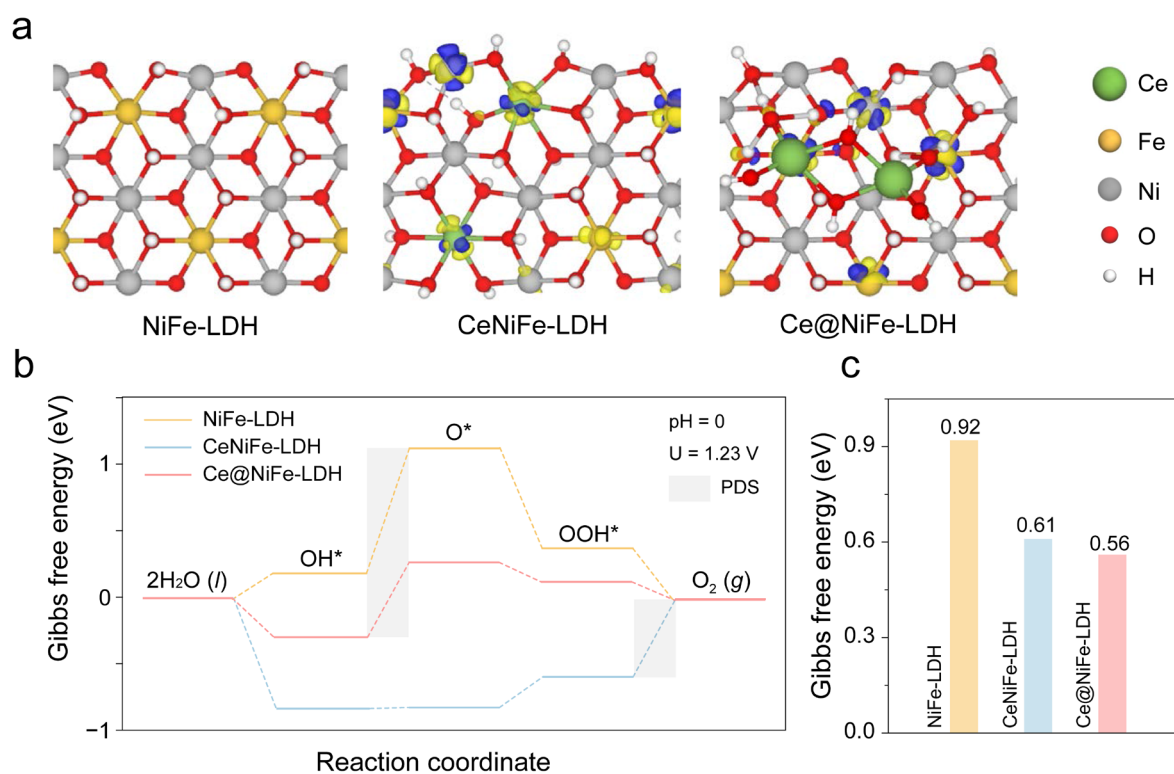 a
NiFe-LDH
CeNiFe-LDH
Ce@NiFe-LDH
Ce
Fe
Ni
O
H
b
Gibbs free energy (eV)
1
0
−1
NiFe-LDH
CeNiFe-LDH
Ce@NiFe-LDH
pH = 0
U = 1.23 V
PDS
2H₂O (l)
OH*
O*
OOH*
O₂ (g)
Reaction coordinate
c
Gibbs free energy (eV)
0.9
0.6
0.3
0.0
0.92
0.61
0.56
NiFe-LDH
CeNiFe-LDH
Ce@NiFe-LDH